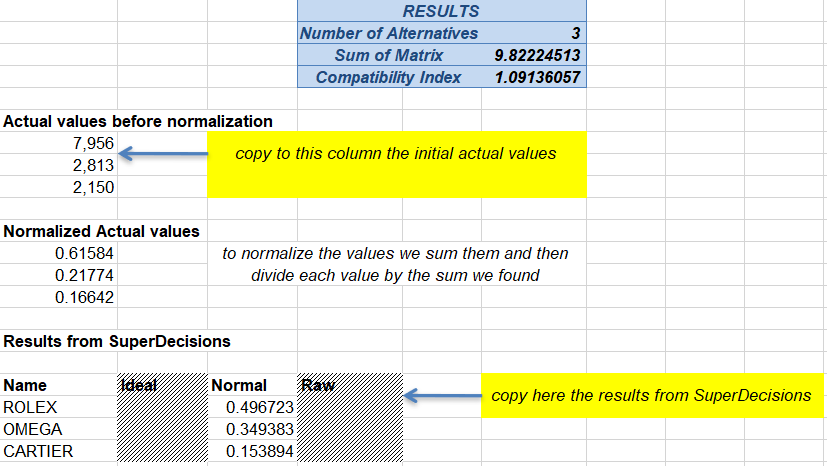 RESULTS
Number of Alternatives 3
Sum of Matrix 9.82224513
Compatibility Index 1.09136057
Actual values before normalization
7,956
2,813
2,150
copy to this column the initial actual values
Normalized Actual values
0.61584
0.21774
0.16642
to normalize the values we sum them and then
divide each value by the sum we found
Results from SuperDecisions
Name Ideal Normal Raw
ROLEX 0.496723
OMEGA 0.349383
CARTIER 0.153894
copy here the results from SuperDecisions